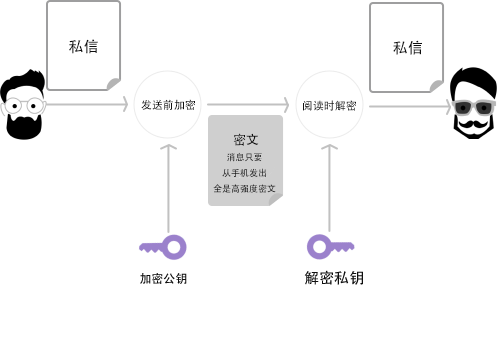 私信
私信
发送前加密
阅读时解密
密文
消息只要
从手机发出
全是高强度密文
加密公钥
解密私钥